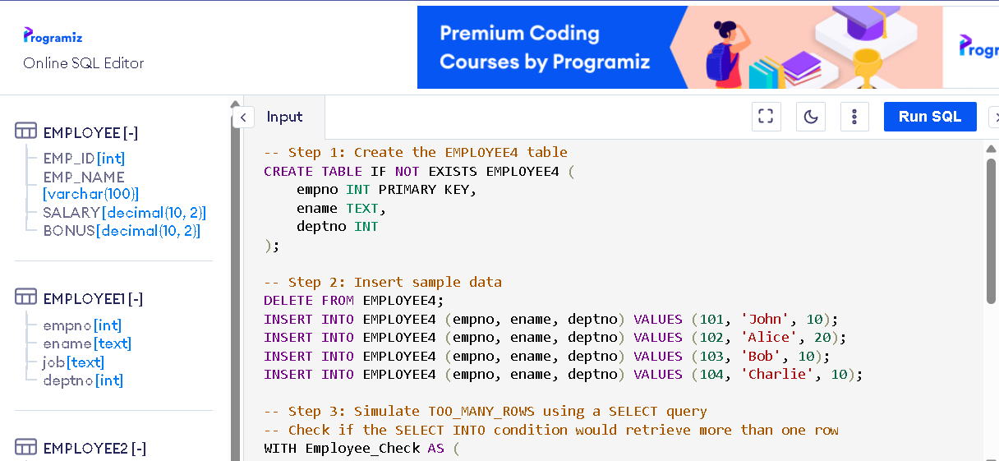 Programiz
Online SQL Editor
Premium Coding
Courses by Programiz
Progr
EMPLOYEE [-]
EMP_ID [int]
EMP_NAME
[varchar(100)]
SALARY [decimal(10, 2)]
BONUS [decimal(10, 2)]
EMPLOYEE1 [-]
empno [int]
ename [text]
job [text]
deptno [int]
EMPLOYEE2 [-]
Input
Run SQL
-- Step 1: Create the EMPLOYEE4 table
CREATE TABLE IF NOT EXISTS EMPLOYEE4 (
    empno INT PRIMARY KEY,
    ename TEXT,
    deptno INT
);
-- Step 2: Insert sample data
DELETE FROM EMPLOYEE4;
INSERT INTO EMPLOYEE4 (empno, ename, deptno) VALUES (101, 'John', 10);
INSERT INTO EMPLOYEE4 (empno, ename, deptno) VALUES (102, 'Alice', 20);
INSERT INTO EMPLOYEE4 (empno, ename, deptno) VALUES (103, 'Bob', 10);
INSERT INTO EMPLOYEE4 (empno, ename, deptno) VALUES (104, 'Charlie', 10);
-- Step 3: Simulate TOO_MANY_ROWS using a SELECT query
-- Check if the SELECT INTO condition would retrieve more than one row
WITH Employee_Check AS (